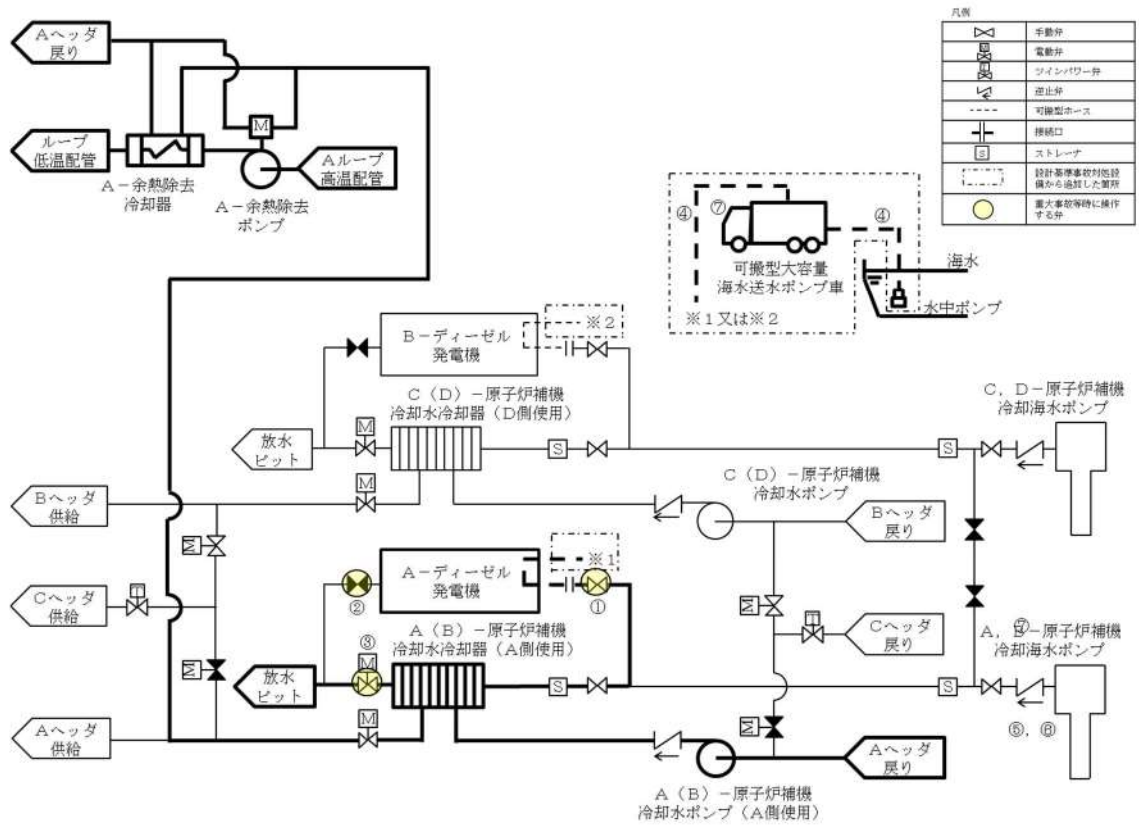 凡例
手動弁
M
電動弁
T
ツインパワー弁
逆止弁
可搬型ホース
接続口
S
ストレーナ
設計基準事故対処設
備から追加した箇所
重大事故等時に操作
する弁
Aヘッダ
戻り
ループ
低温配管
A－余熱除去
冷却器
M
A－余熱除去
ポンプ
Aループ
高温配管
④
⑦
④
可搬型大容量
海水送水ポンプ車
海水
水中ポンプ
※1又は※2
B－ディーゼル
発電機
※2
C(D)－原子炉補機
冷却水冷却器(D側使用)
放水
ピット
M
S
S
C，D－原子炉補機
冷却海水ポンプ
M
Bヘッダ
供給
C(D)－原子炉補機
冷却水ポンプ
Bヘッダ
戻り
M
A－ディーゼル
発電機
※1
②
①
T
Cヘッダ
供給
M
T
Cヘッダ
戻り
A(B)－原子炉補機
冷却水冷却器(A側使用)
③
M
M
放水
ピット
S
S
⑦
冷却海水ポンプ
⑤，⑥
M
Aヘッダ
供給
M
Aヘッダ
戻り
A(B)－原子炉補機
冷却水ポンプ(A側使用)